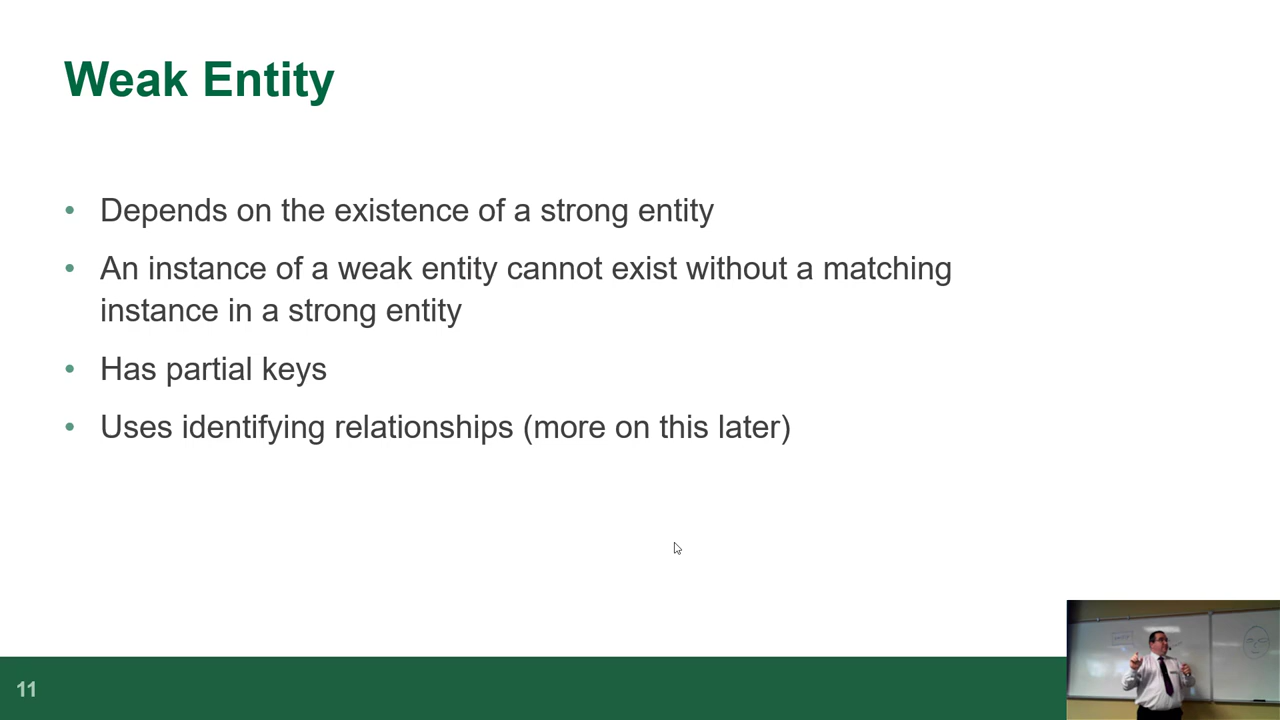 Weak Entity
• Depends on the existence of a strong entity
• An instance of a weak entity cannot exist without a matching
instance in a strong entity
• Has partial keys
• Uses identifying relationships (more on this later)
11